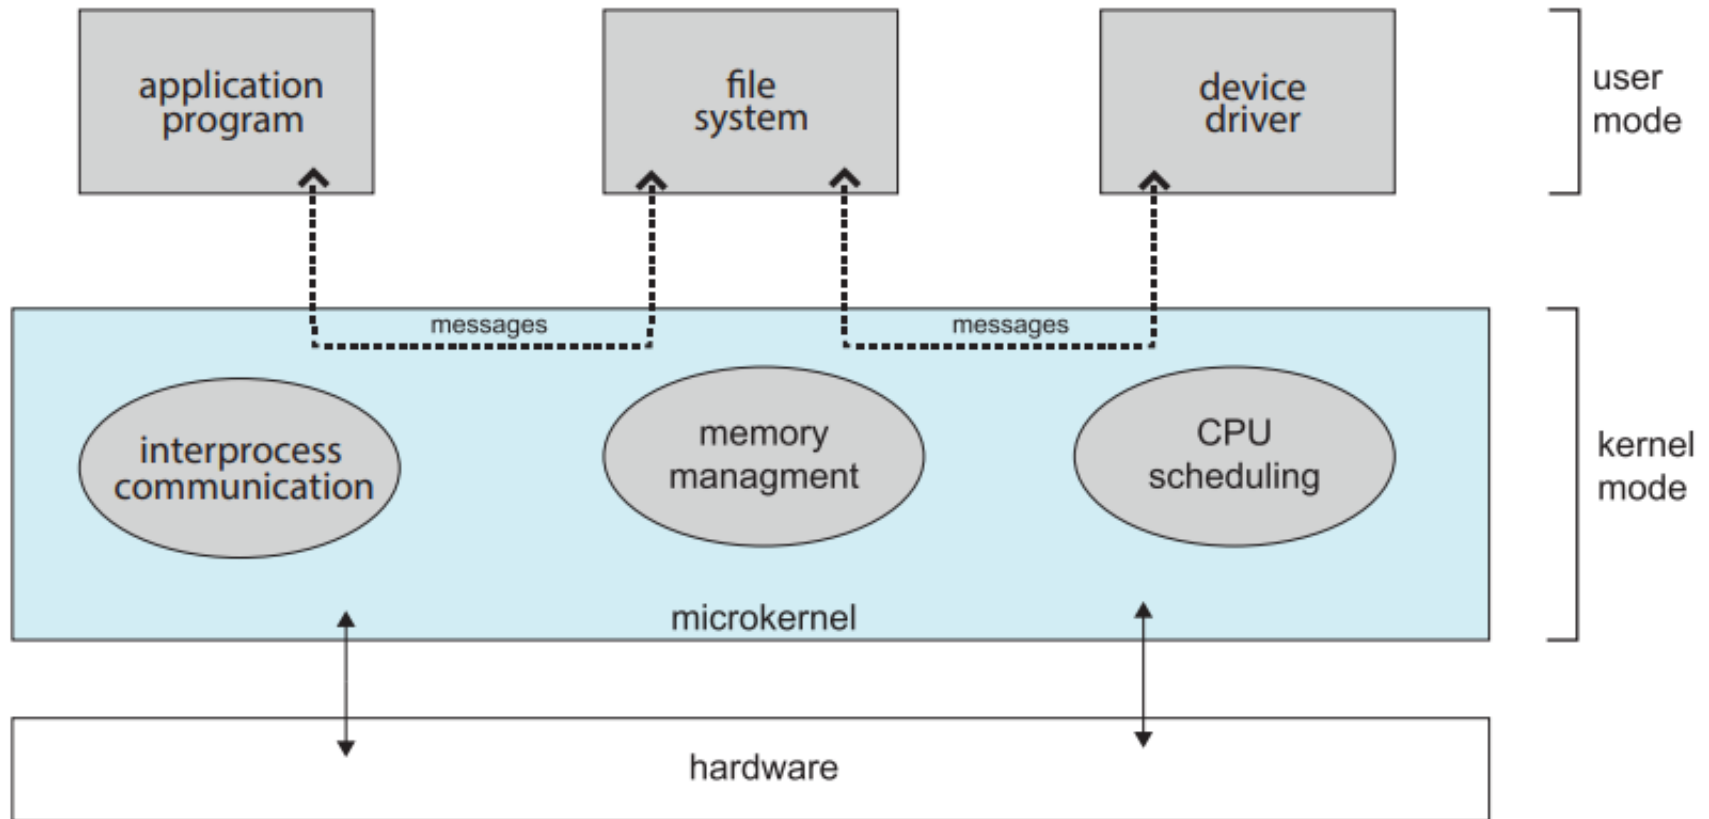 application
program
file
system
device
driver
user
mode
messages
messages
interprocess
communication
memory
managment
CPU
scheduling
kernel
mode
microkernel
hardware